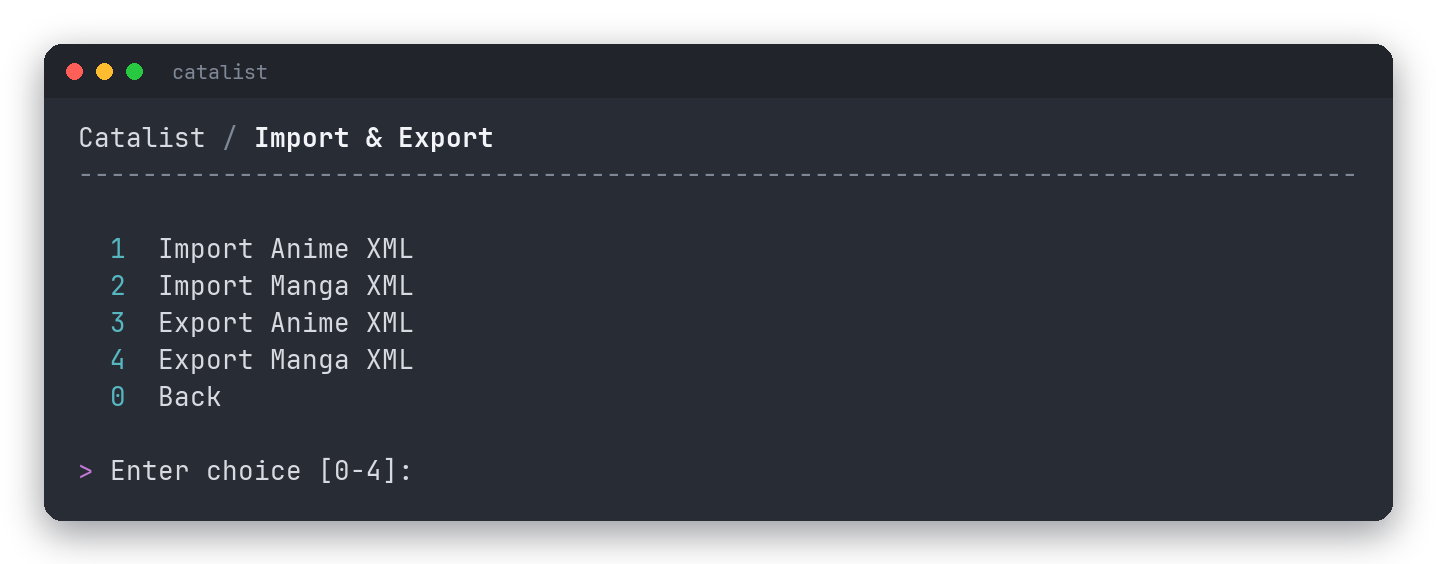 catalist
Catalist / Import & Export
--------------------------------------------------------------------------------
1 Import Anime XML
2 Import Manga XML
3 Export Anime XML
4 Export Manga XML
0 Back
> Enter choice [0-4]: